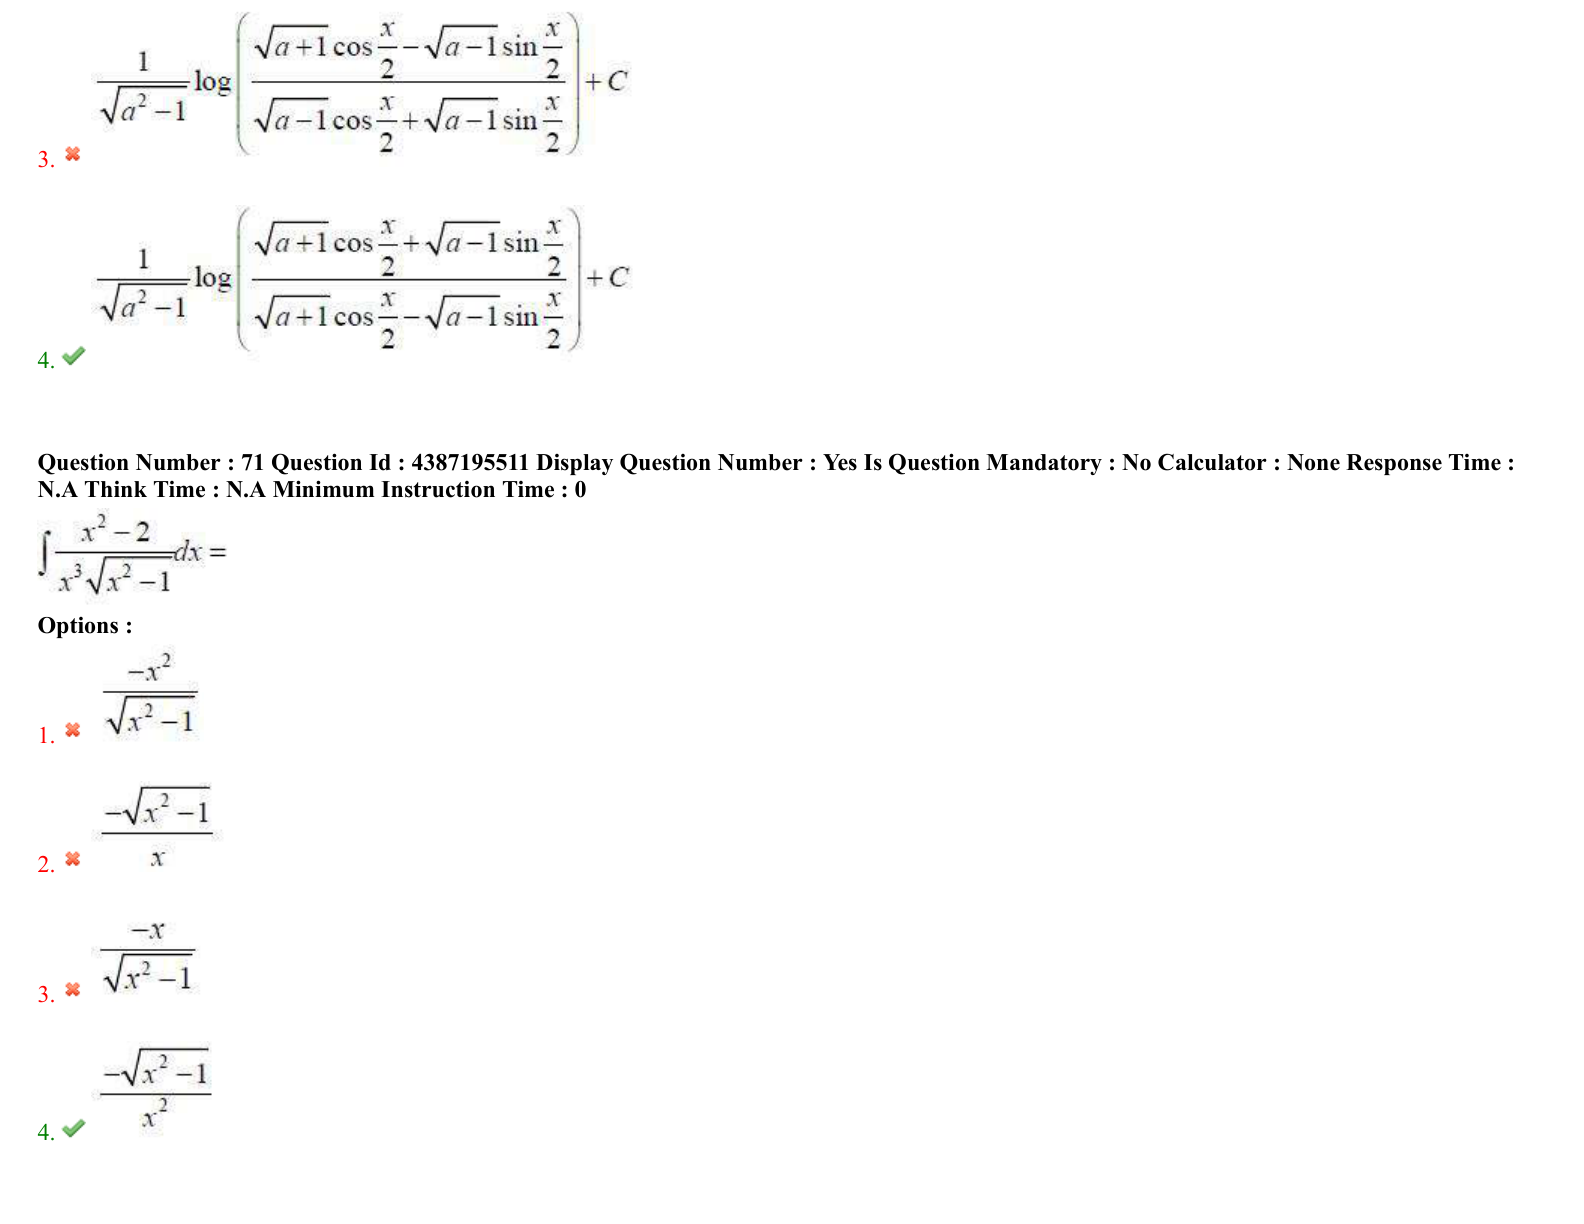 3. \frac{1}{\sqrt{a^2-1}} \log \left( \frac{\sqrt{a+1}\cos\frac{x}{2}-\sqrt{a-1}\sin\frac{x}{2}}{\sqrt{a-1}\cos\frac{x}{2}+\sqrt{a-1}\sin\frac{x}{2}} \right) + C
4. \frac{1}{\sqrt{a^2-1}} \log \left( \frac{\sqrt{a+1}\cos\frac{x}{2}+\sqrt{a-1}\sin\frac{x}{2}}{\sqrt{a+1}\cos\frac{x}{2}-\sqrt{a-1}\sin\frac{x}{2}} \right) + C
Question Number : 71 Question Id : 4387195511 Display Question Number : Yes Is Question Mandatory : No Calculator : None Response Time :
N.A Think Time : N.A Minimum Instruction Time : 0
\int \frac{x^2-2}{x^3\sqrt{x^2-1}} dx =
Options :
1. \frac{-x^2}{\sqrt{x^2-1}}
2. \frac{-\sqrt{x^2-1}}{x}
3. \frac{-x}{\sqrt{x^2-1}}
4. \frac{-\sqrt{x^2-1}}{x^2}